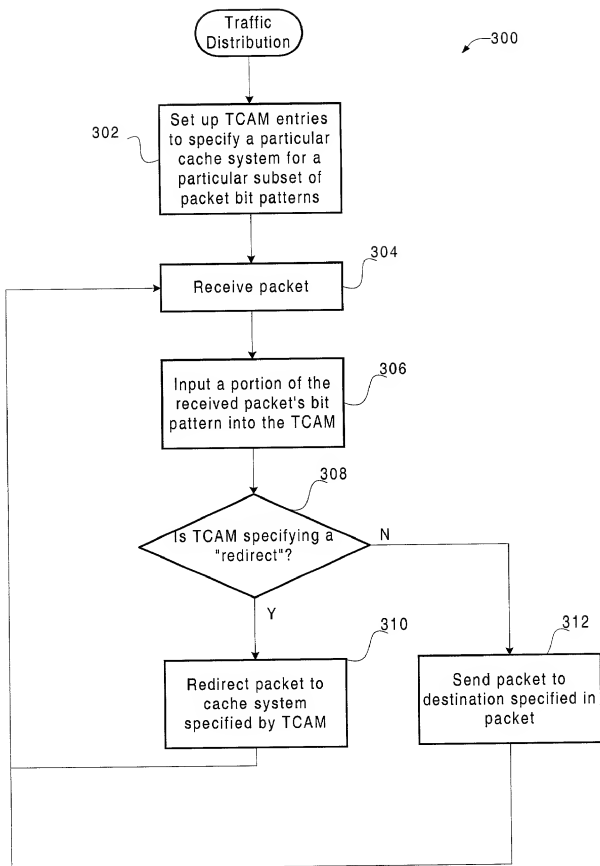 Traffic
Distribution
300
302
Set up TCAM entries
to specify a particular
cache system for a
particular subset of
packet bit patterns
304
Receive packet
306
Input a portion of the
received packet's bit
pattern into the TCAM
308
Is TCAM specifying a
"redirect"?
N
Y
310
Redirect packet to
cache system
specified by TCAM
312
Send packet to
destination specified in
packet